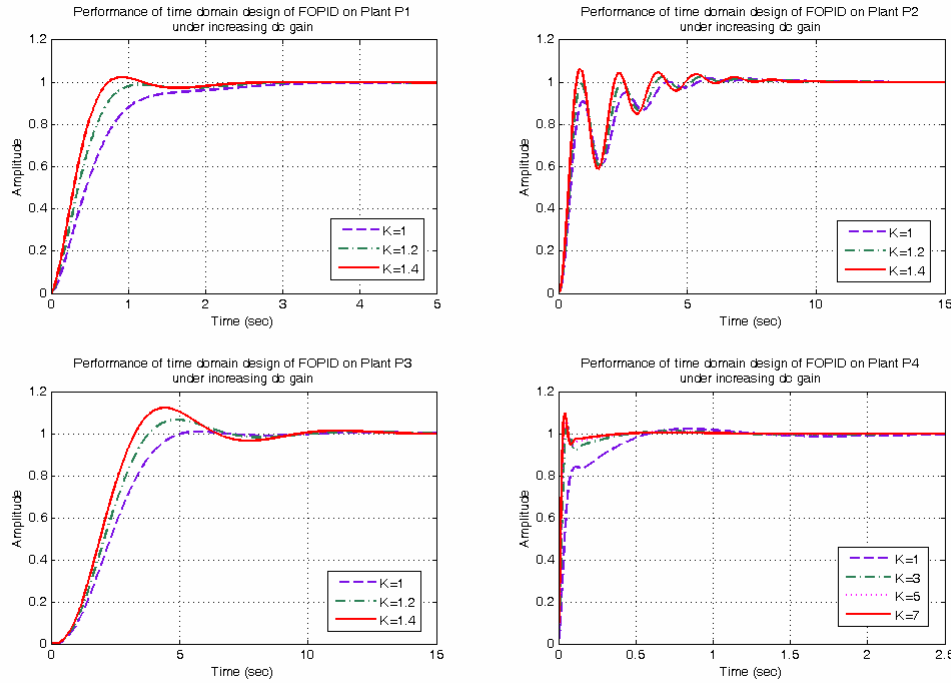 Performance of time domain design of FOPID on Plant P1
under increasing dc gain
1.2
1
0.8
0.6
0.4
0.2
0
Amplitude
K=1
K=1.2
K=1.4
0
1
2
3
4
5
Time (sec)
Performance of time domain design of FOPID on Plant P2
under increasing dc gain
1.2
1
0.8
0.6
0.4
0.2
0
Amplitude
K=1
K=1.2
K=1.4
0
5
10
15
Time (sec)
Performance of time domain design of FOPID on Plant P3
under increasing dc gain
1.2
1
0.8
0.6
0.4
0.2
0
Amplitude
K=1
K=1.2
K=1.4
0
5
10
15
Time (sec)
Performance of time domain design of FOPID on Plant P4
under increasing dc gain
1.2
1
0.8
0.6
0.4
0.2
0
Amplitude
K=1
K=3
K=5
K=7
0
0.5
1
1.5
2
2.5
Time (sec)